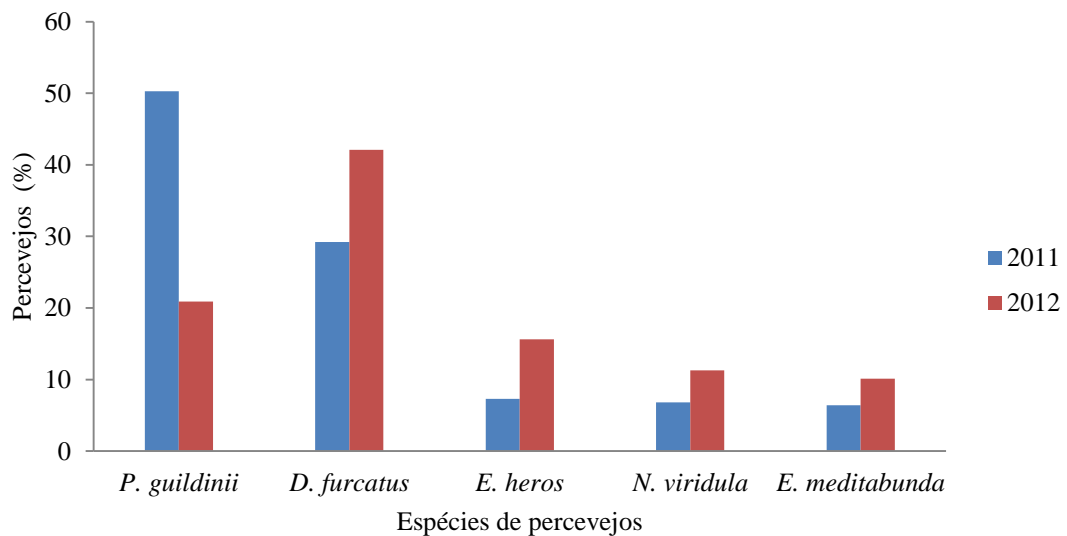 60
50
40
30
20
10
0
Percevejos (%)
P. guildinii
D. furcatus
E. heros
N. viridula
E. meditabunda
Espécies de percevejos
2011
2012